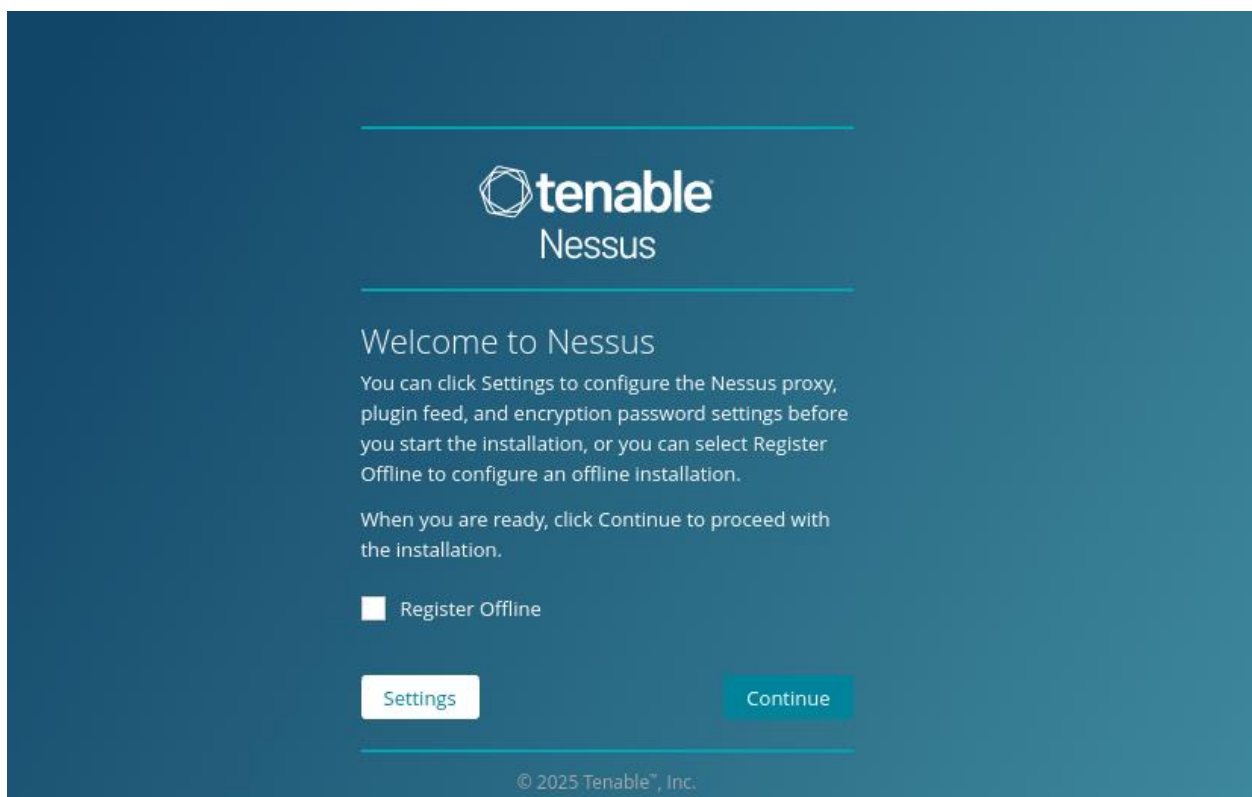 tenable
Nessus
Welcome to Nessus
You can click Settings to configure the Nessus proxy,
plugin feed, and encryption password settings before
you start the installation, or you can select Register
Offline to configure an offline installation.
When you are ready, click Continue to proceed with
the installation.
Register Offline
Settings
Continue
© 2025 Tenable™, Inc.